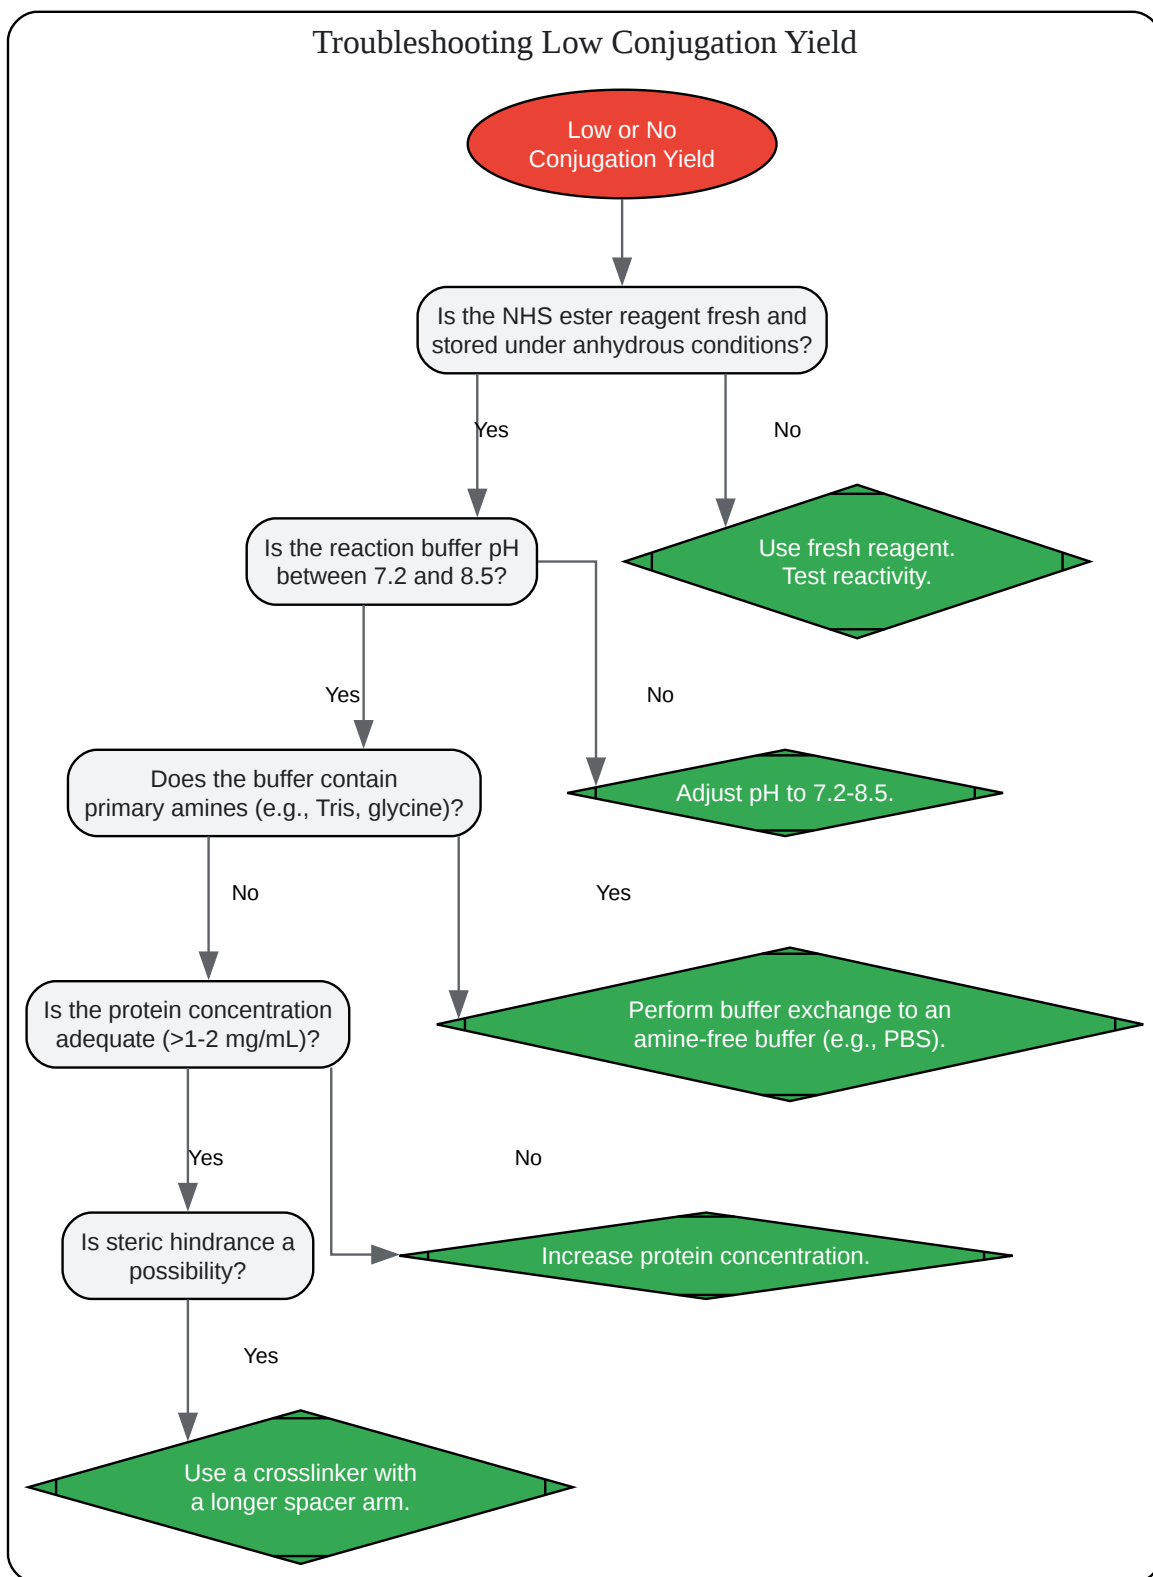 Troubleshooting Low Conjugation Yield
Low or No
Conjugation Yield
Is the NHS ester reagent fresh and
stored under anhydrous conditions?
Yes
No
Is the reaction buffer pH
between 7.2 and 8.5?
Use fresh reagent.
Test reactivity.
Yes
No
Does the buffer contain
primary amines (e.g., Tris, glycine)?
Adjust pH to 7.2-8.5.
No
Yes
Is the protein concentration
adequate (>1-2 mg/mL)?
Perform buffer exchange to an
amine-free buffer (e.g., PBS).
Yes
No
Is steric hindrance a
possibility?
Increase protein concentration.
Yes
Use a crosslinker with
a longer spacer arm.